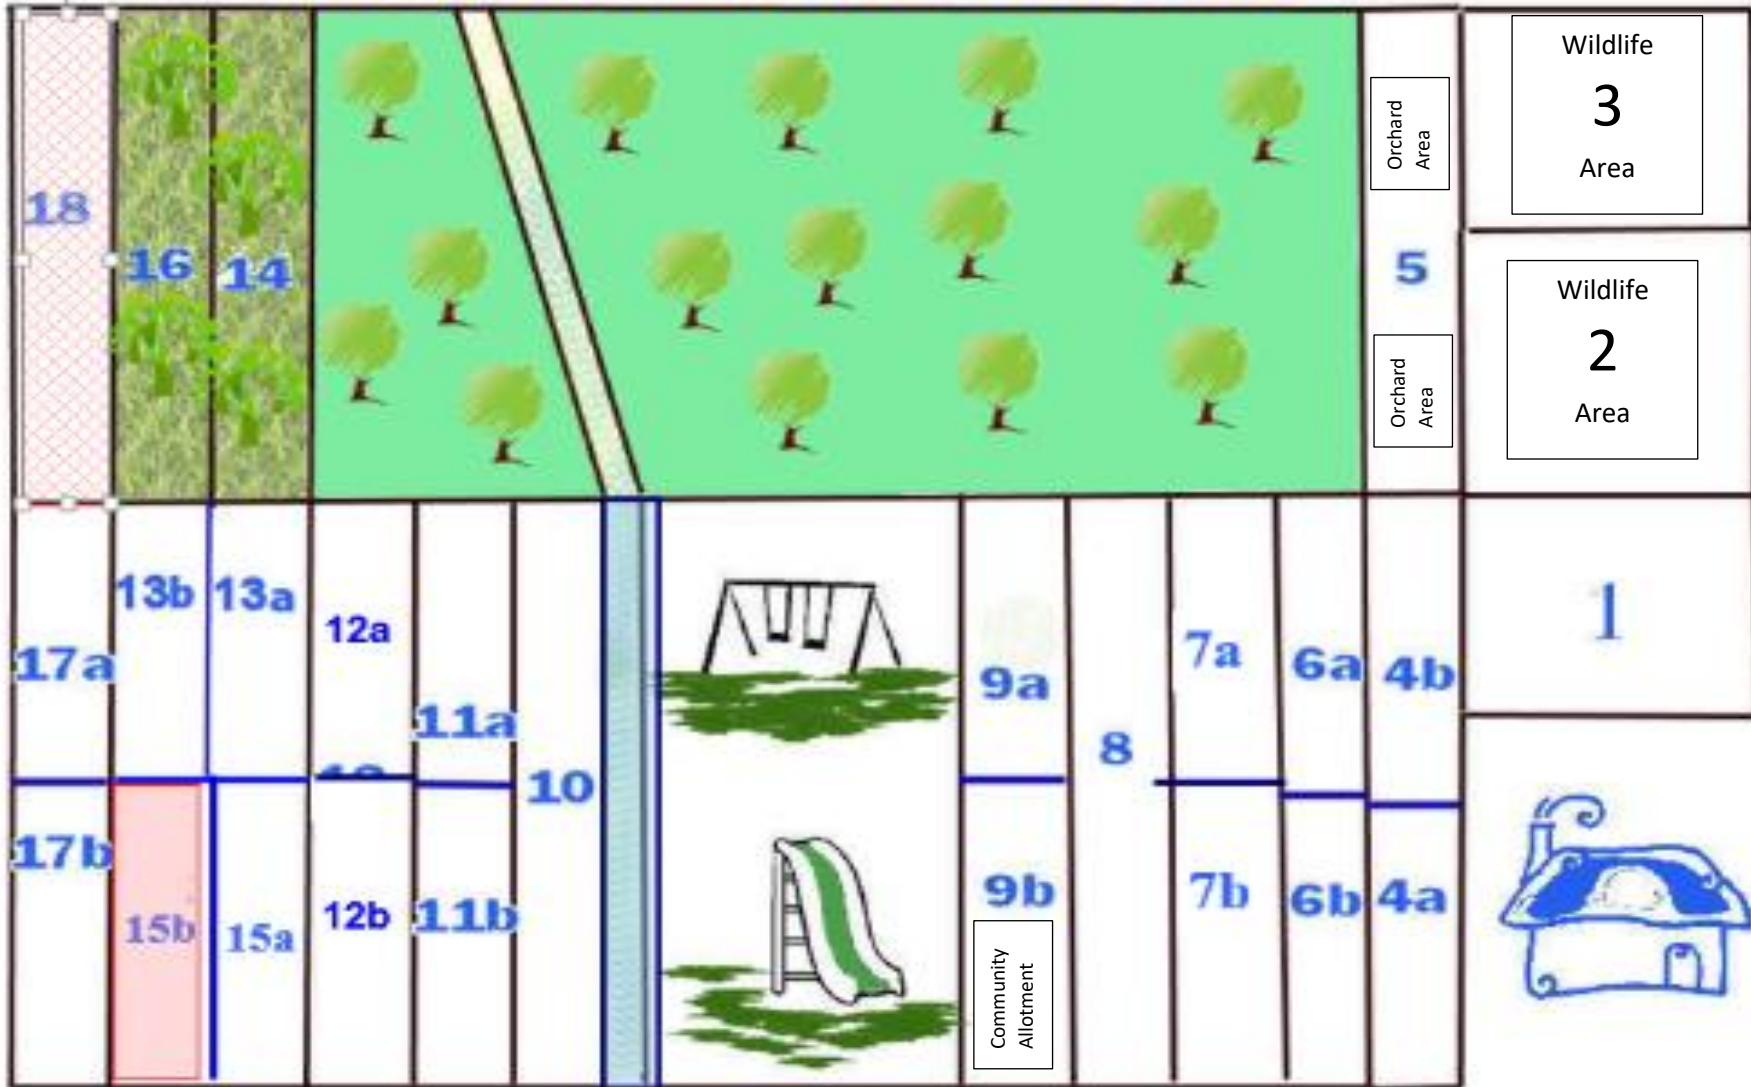 Wildlife
3
Area
Orchard
Area
18
16
14
5
Wildlife
2
Area
Orchard
Area
13b
13a
12a
17a
11a
10
9a
8
7a
6a
4b
1
17b
15b
15a
12b
11b
9b
7b
6b
4a
Community
Allotment